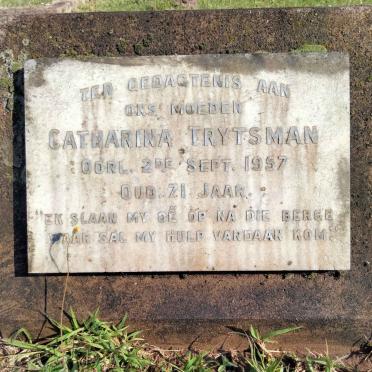 TER GEDAGTENIS AAN
ONS MOEDER
CATHARINA TRYTSMAN
OORL. 2DE SEPT. 1957
OUD. 71 JAAR.
"EK SLAAN MY OË OP NA DIE BERGE
WAAR SAL MY HULP VANDAAN KOM."